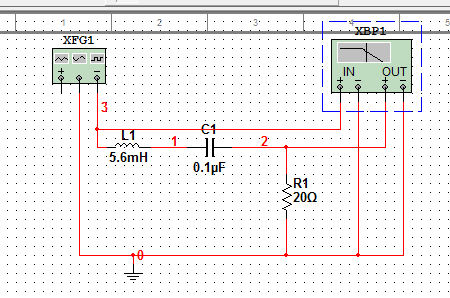 1 2 3 4 5
XFG1
XBP1
IN OUT
+ - + - + -
3
L1 1 C1 2
5.6mH 0.1µF
R1
20Ω
0